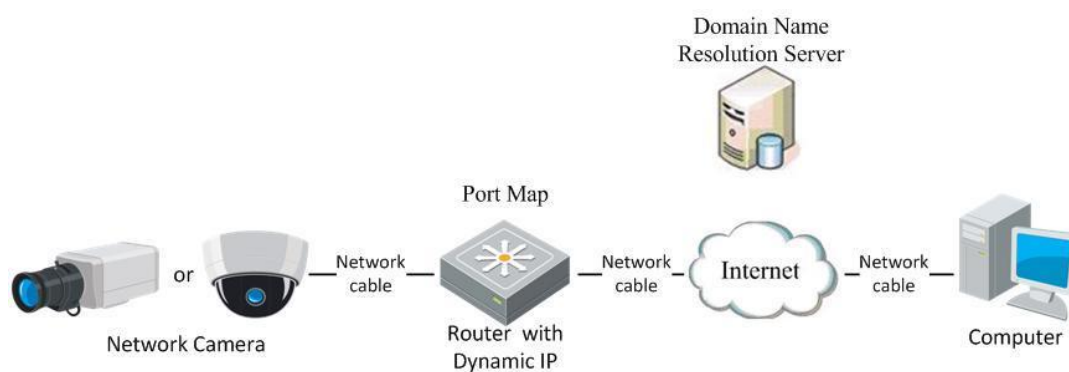 Domain Name
Resolution Server
Port Map
or
Network
cable
Network
cable
Internet
Network
cable
Network Camera
Router with
Dynamic IP
Computer